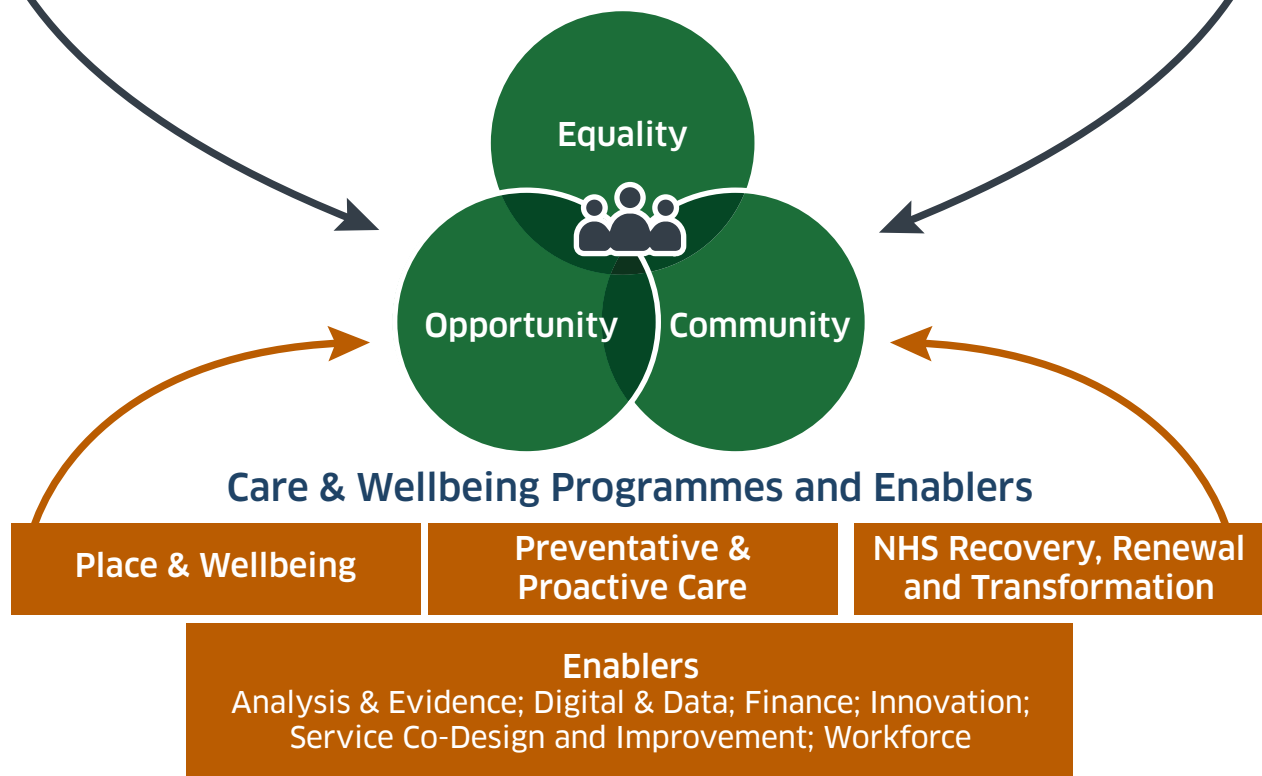 Equality
Opportunity
Community
Care & Wellbeing Programmes and Enablers
Place & Wellbeing
Preventative &
Proactive Care
NHS Recovery, Renewal
and Transformation
Enablers
Analysis & Evidence; Digital & Data; Finance; Innovation;
Service Co-Design and Improvement; Workforce